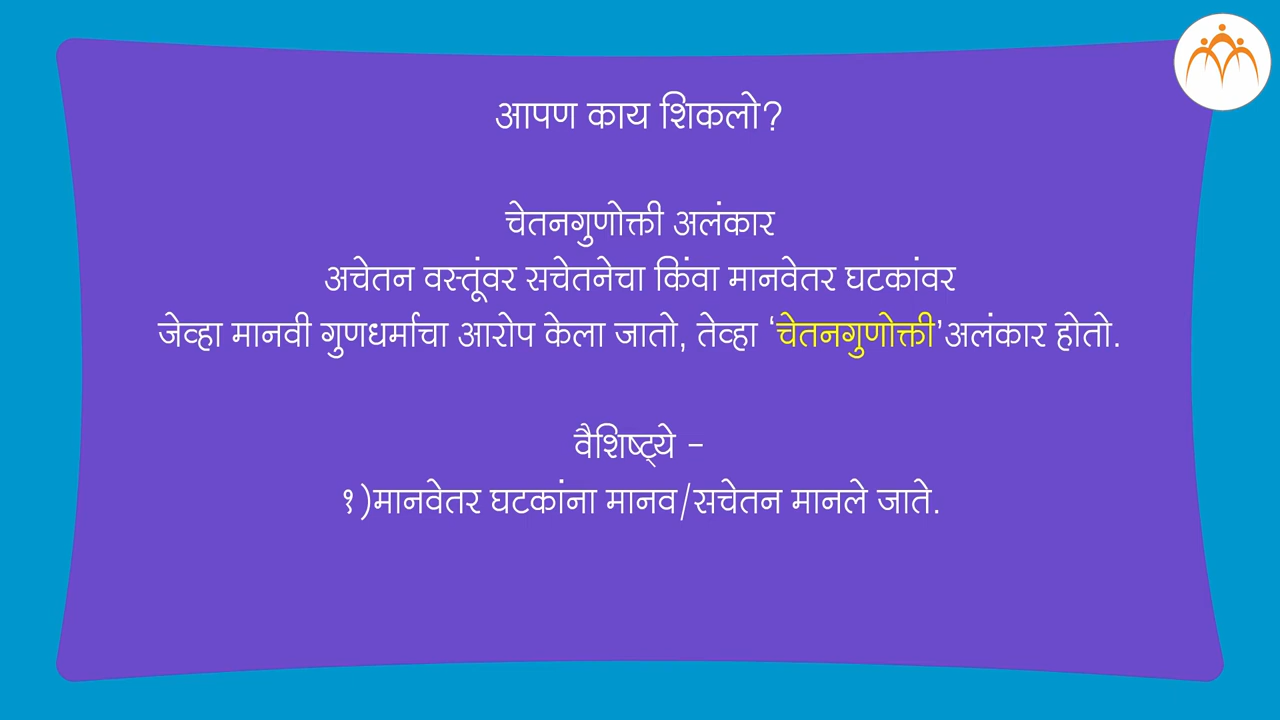 आपण काय शिकलो?
चेतनगुणोक्ती अलंकार
अचेतन वस्तूंवर सचेतनेचा किंवा मानवेतर घटकांवर
जेव्हा मानवी गुणधर्माचा आरोप केला जातो, तेव्हा ‘चेतनगुणोक्ती’अलंकार होतो.
वैशिष्ट्ये -
१)मानवेतर घटकांना मानव/सचेतन मानले जाते.